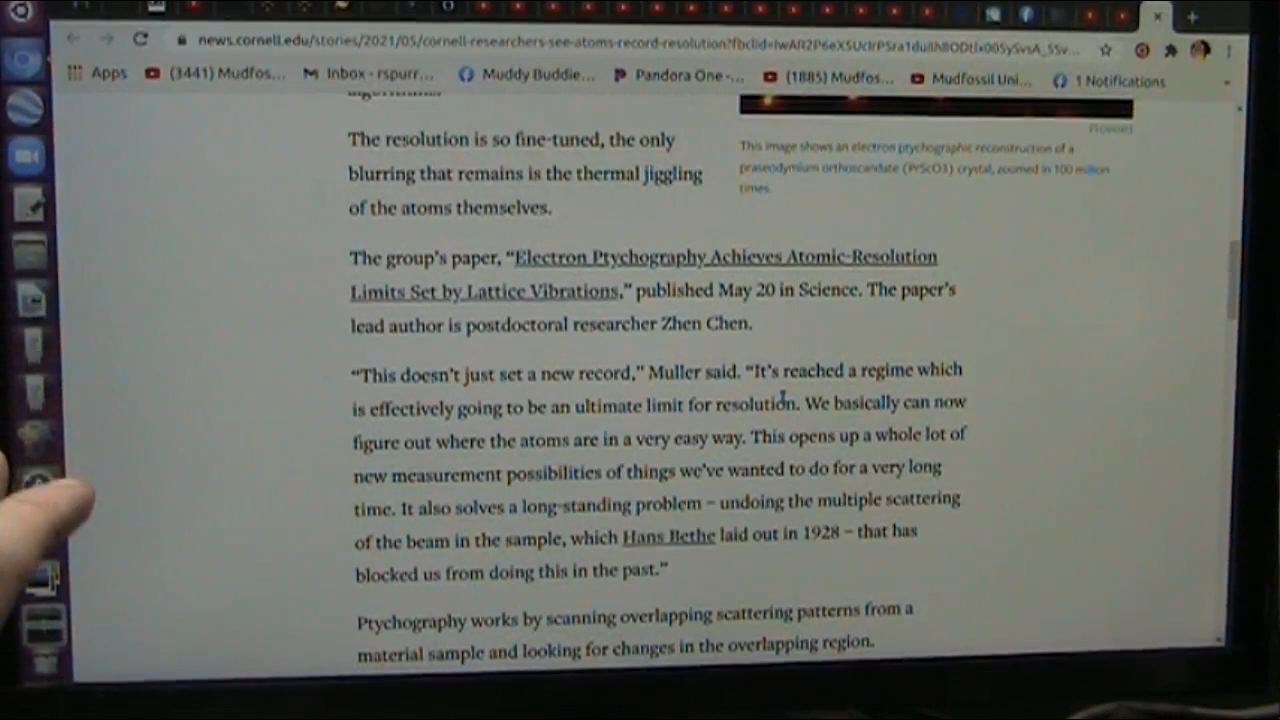 news.cornell.edu/stories/2021/05/cornell-researchers-see-atoms-record-resolution?fbclid=
Apps (3441) Mudfos... Inbox - rspurr... Muddy Buddie... Pandora One -... (1885) Mudfos... Mudfossil Uni... 1 Notifications
Provided
The resolution is so fine-tuned, the only
blurring that remains is the thermal jiggling
of the atoms themselves.
This image shows an electron ptychographic reconstruction of a
praseodymium orthoscandate (PrScO3) crystal, zoomed in 100 million
times.
The group's paper, “Electron Ptychography Achieves Atomic-Resolution
Limits Set by Lattice Vibrations,” published May 20 in Science. The paper's
lead author is postdoctoral researcher Zhen Chen.
“This doesn't just set a new record,” Muller said. “It's reached a regime which
is effectively going to be an ultimate limit for resolution. We basically can now
figure out where the atoms are in a very easy way. This opens up a whole lot of
new measurement possibilities of things we've wanted to do for a very long
time. It also solves a long-standing problem – undoing the multiple scattering
of the beam in the sample, which Hans Bethe laid out in 1928 – that has
blocked us from doing this in the past.”
Ptychography works by scanning overlapping scattering patterns from a
material sample and looking for changes in the overlapping region.